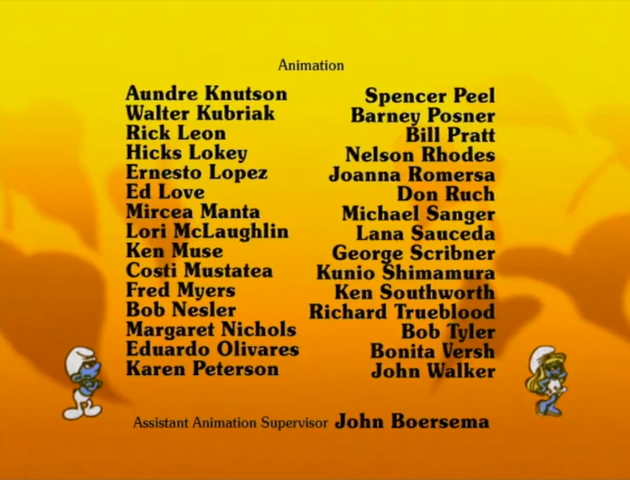 Animation
Aundre Knutson
Walter Kubriak
Rick Leon
Hicks Lokey
Ernesto Lopez
Ed Love
Mircea Manta
Lori McLaughlin
Ken Muse
Costi Mustatea
Fred Myers
Bob Nesler
Margaret Nichols
Eduardo Olivares
Karen Peterson
Spencer Peel
Barney Posner
Bill Pratt
Nelson Rhodes
Joanna Romersa
Don Ruch
Michael Sanger
Lana Sauceda
George Scribner
Kunio Shimamura
Ken Southworth
Richard Trueblood
Bob Tyler
Bonita Versh
John Walker
Assistant Animation Supervisor John Boersema